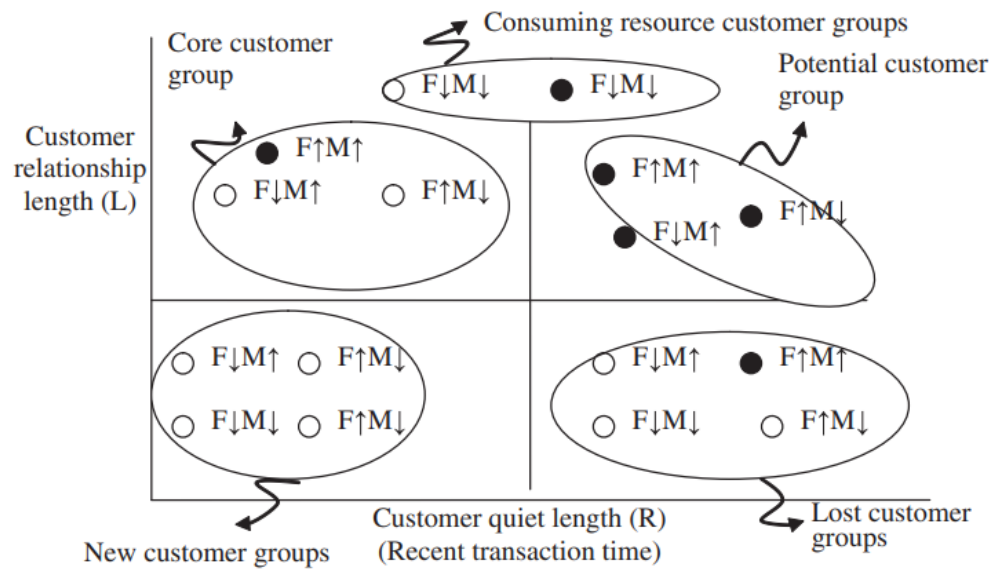 Consuming resource customer groups
Core customer
group
Potential customer
group
F↓M↓ F↓M↓
Customer
relationship
length (L)
F↑M↑
F↓M↑ F↑M↓
F↑M↑
F↑M↓
F↓M↑
F↓M↑ F↑M↓
F↓M↓ F↑M↓
F↓M↑ F↑M↑
F↓M↓ F↑M↓
Customer quiet length (R)
(Recent transaction time)
New customer groups
Lost customer
groups